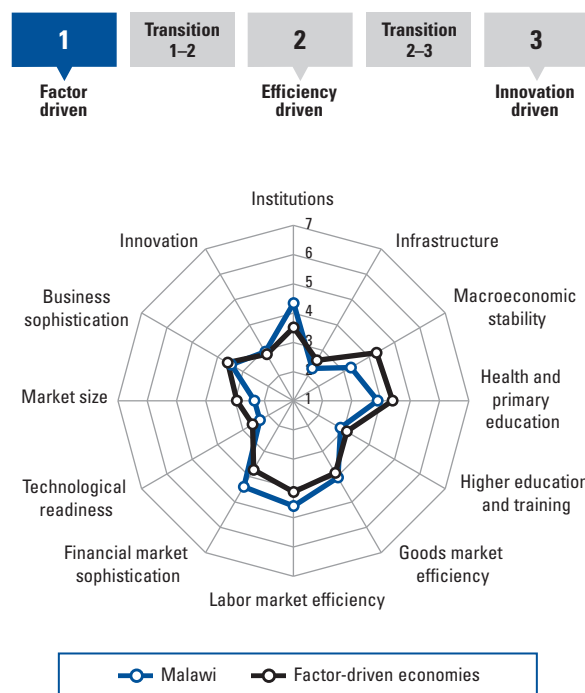 1
Transition
1–2
2
Transition
2–3
3
Factor
driven
Efficiency
driven
Innovation
driven
Institutions
Innovation
Infrastructure
Business
sophistication
Macroeconomic
stability
Market size
Health and
primary
education
Technological
readiness
Higher education
and training
Financial market
sophistication
Goods market
efficiency
Labor market efficiency
7
6
5
4
3
2
1
Malawi
Factor-driven economies